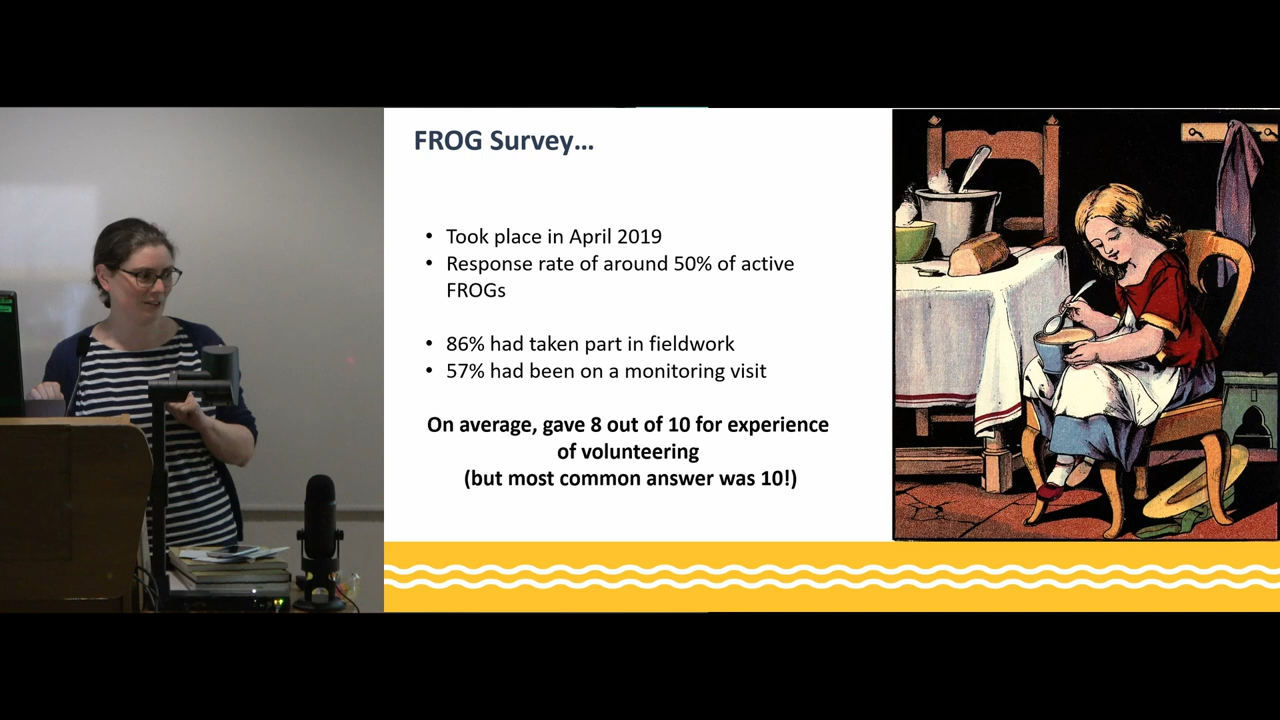 FROG Survey...
• Took place in April 2019
• Response rate of around 50% of active
FROGs
• 86% had taken part in fieldwork
• 57% had been on a monitoring visit
On average, gave 8 out of 10 for experience
of volunteering
(but most common answer was 10!)